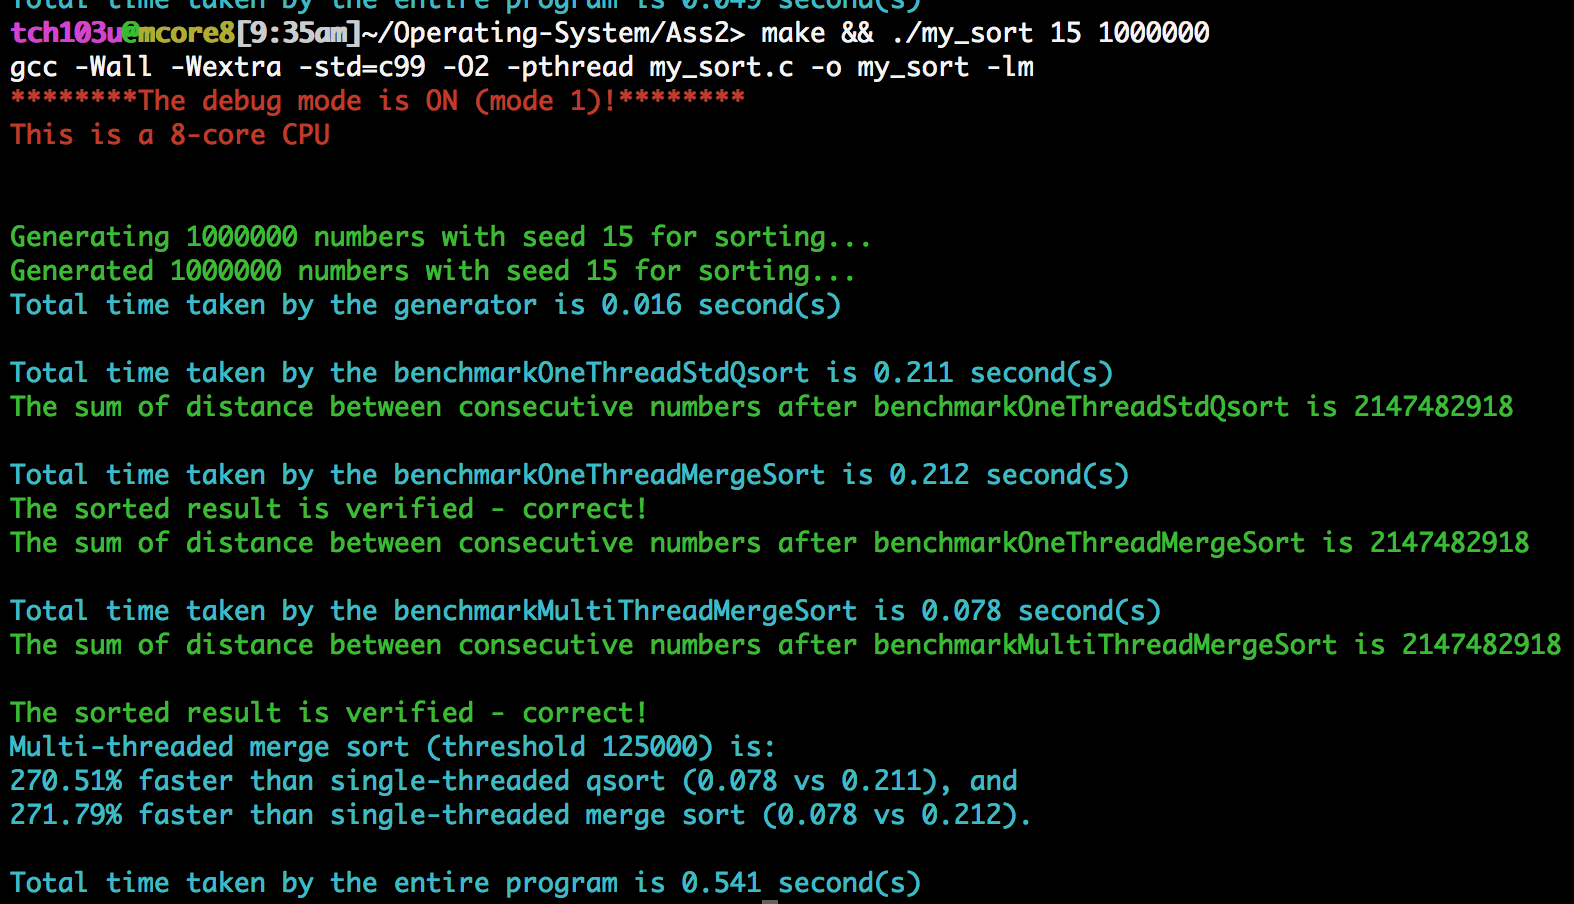 Total time taken by the entire program is 0.049 second(s)
tch103u@mcore8[9:35am]~/Operating-System/Ass2> make && ./my_sort 15 1000000
gcc -Wall -Wextra -std=c99 -O2 -pthread my_sort.c -o my_sort -lm
********The debug mode is ON (mode 1)!********
This is a 8-core CPU
Generating 1000000 numbers with seed 15 for sorting...
Generated 1000000 numbers with seed 15 for sorting...
Total time taken by the generator is 0.016 second(s)
Total time taken by the benchmarkOneThreadStdQsort is 0.211 second(s)
The sum of distance between consecutive numbers after benchmarkOneThreadStdQsort is 2147482918
Total time taken by the benchmarkOneThreadMergeSort is 0.212 second(s)
The sorted result is verified - correct!
The sum of distance between consecutive numbers after benchmarkOneThreadMergeSort is 2147482918
Total time taken by the benchmarkMultiThreadMergeSort is 0.078 second(s)
The sum of distance between consecutive numbers after benchmarkMultiThreadMergeSort is 2147482918
The sorted result is verified - correct!
Multi-threaded merge sort (threshold 125000) is:
270.51% faster than single-threaded qsort (0.078 vs 0.211), and
271.79% faster than single-threaded merge sort (0.078 vs 0.212).
Total time taken by the entire program is 0.541 second(s)